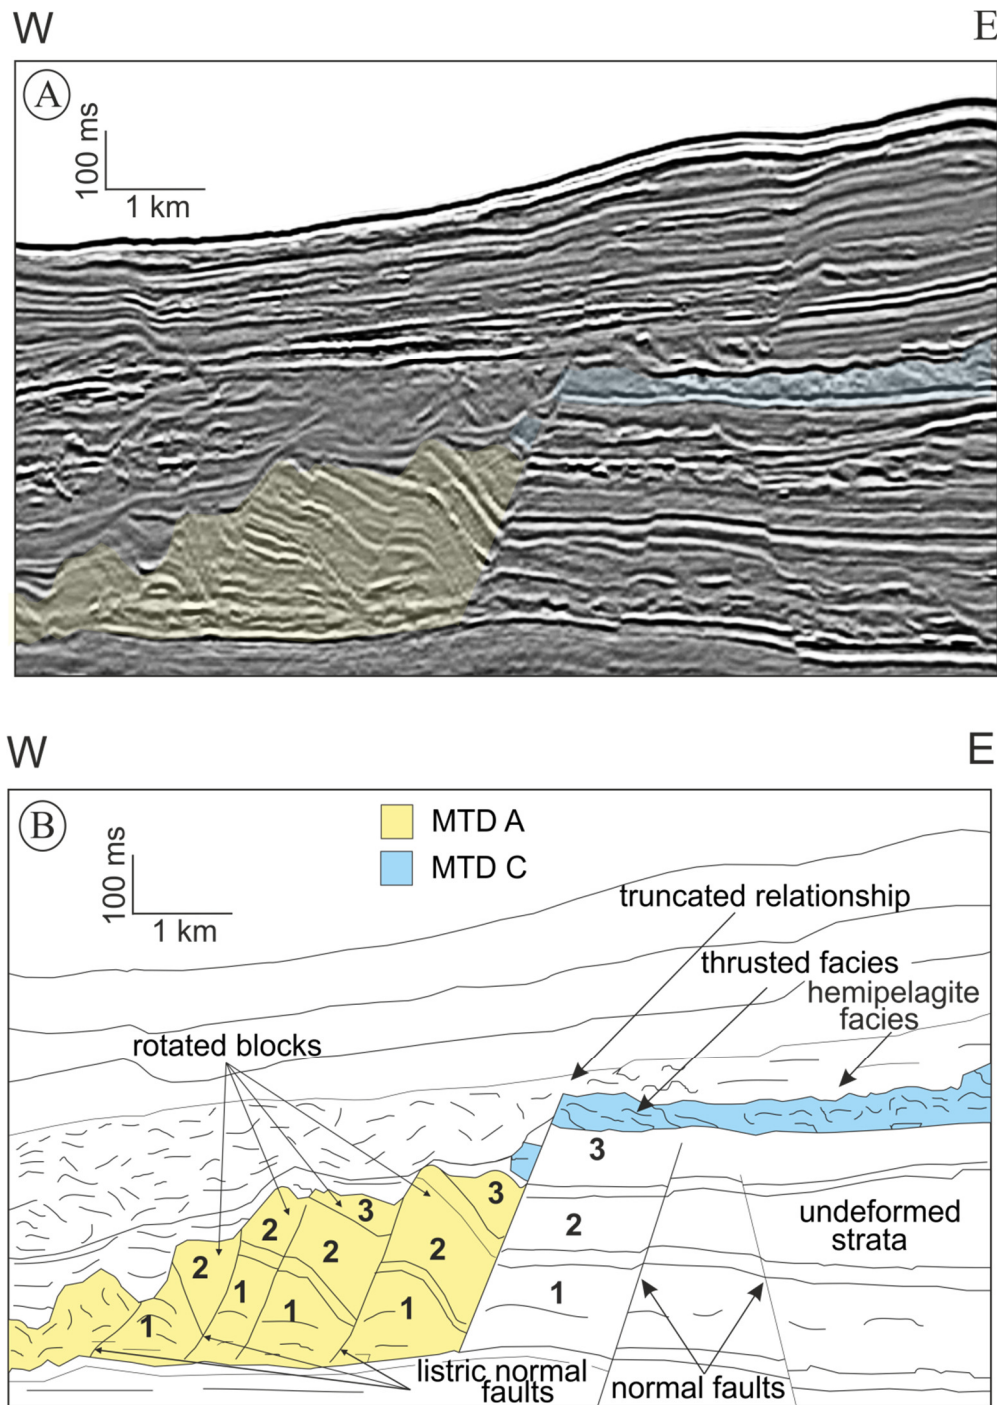 W E
A
100 ms
1 km
W E
B
MTD A
MTD C
100 ms
1 km
truncated relationship
thrusted facies
hemipelagite
facies
rotated blocks
3
3
3
2
2
2
2
2
undeformed
strata
1
1
1
1
1
listric normal
faults
normal faults